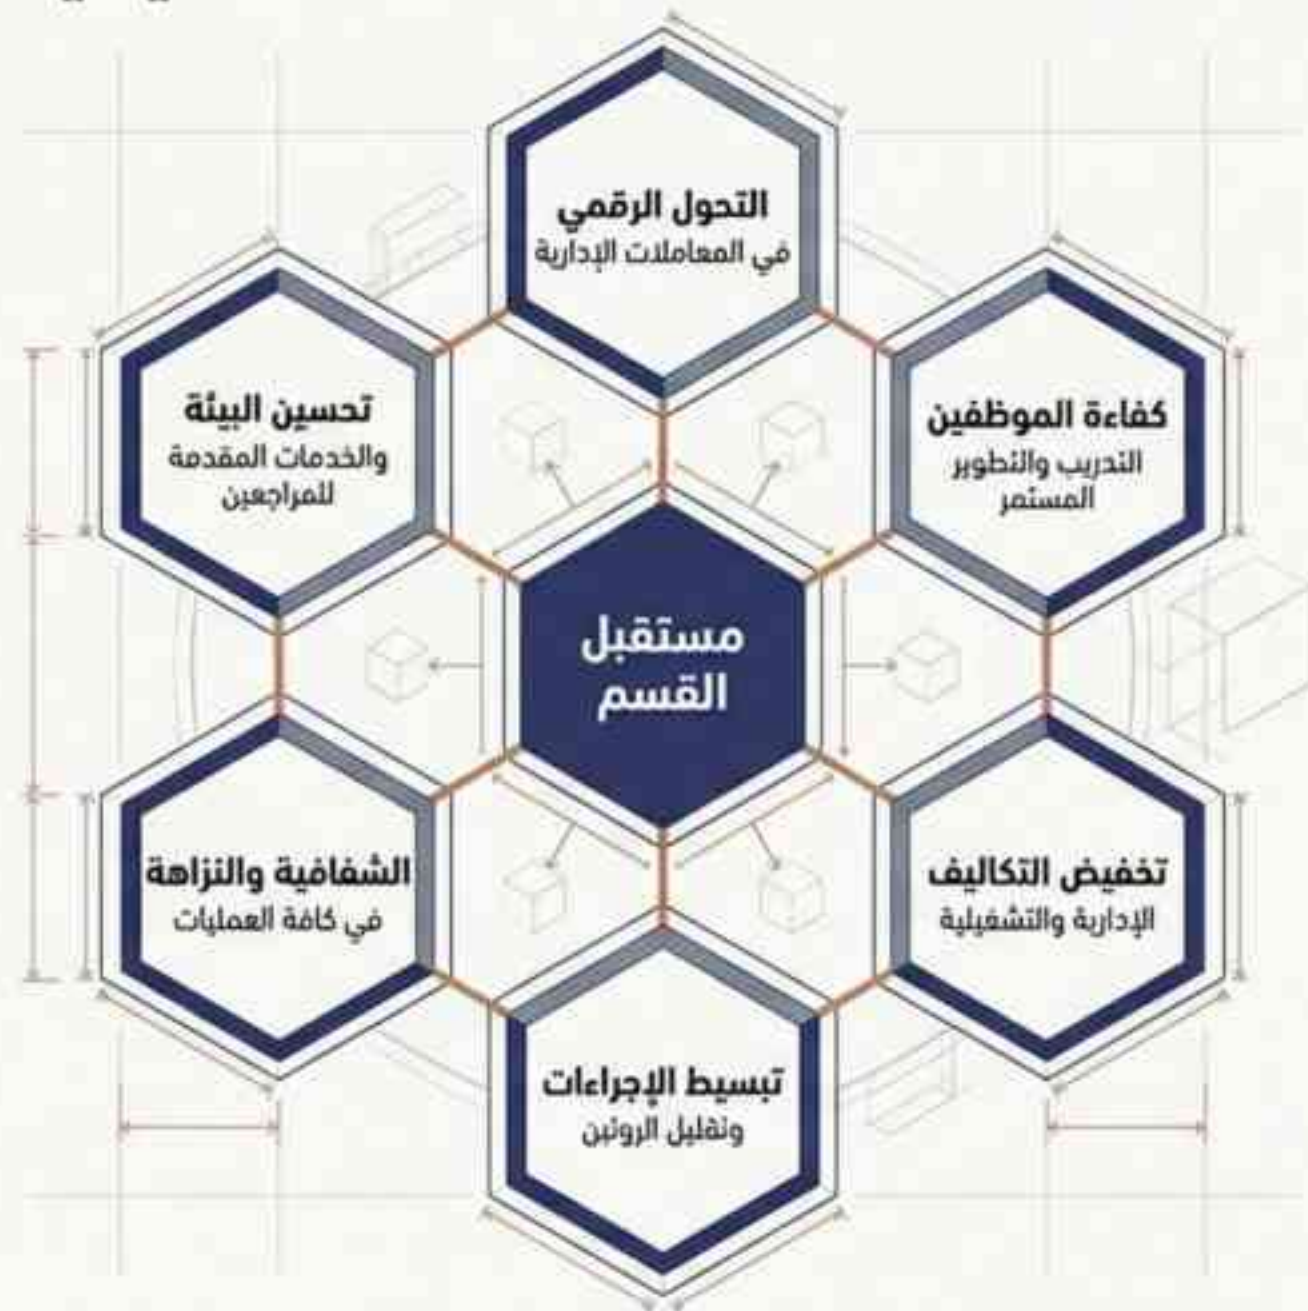 التحول الرقمي
في المعاملات الإدارية
كفاءة الموظفين
التدريب والتطوير
المستمر
تحسين البيئة
والخدمات المقدمة
للمراجعين
مستقبل
القسم
تخفيض التكاليف
الإدارية والتشغيلية
الشفافية والنزاهة
في كافة العمليات
تبسيط الإجراءات
وتقليل الروتين